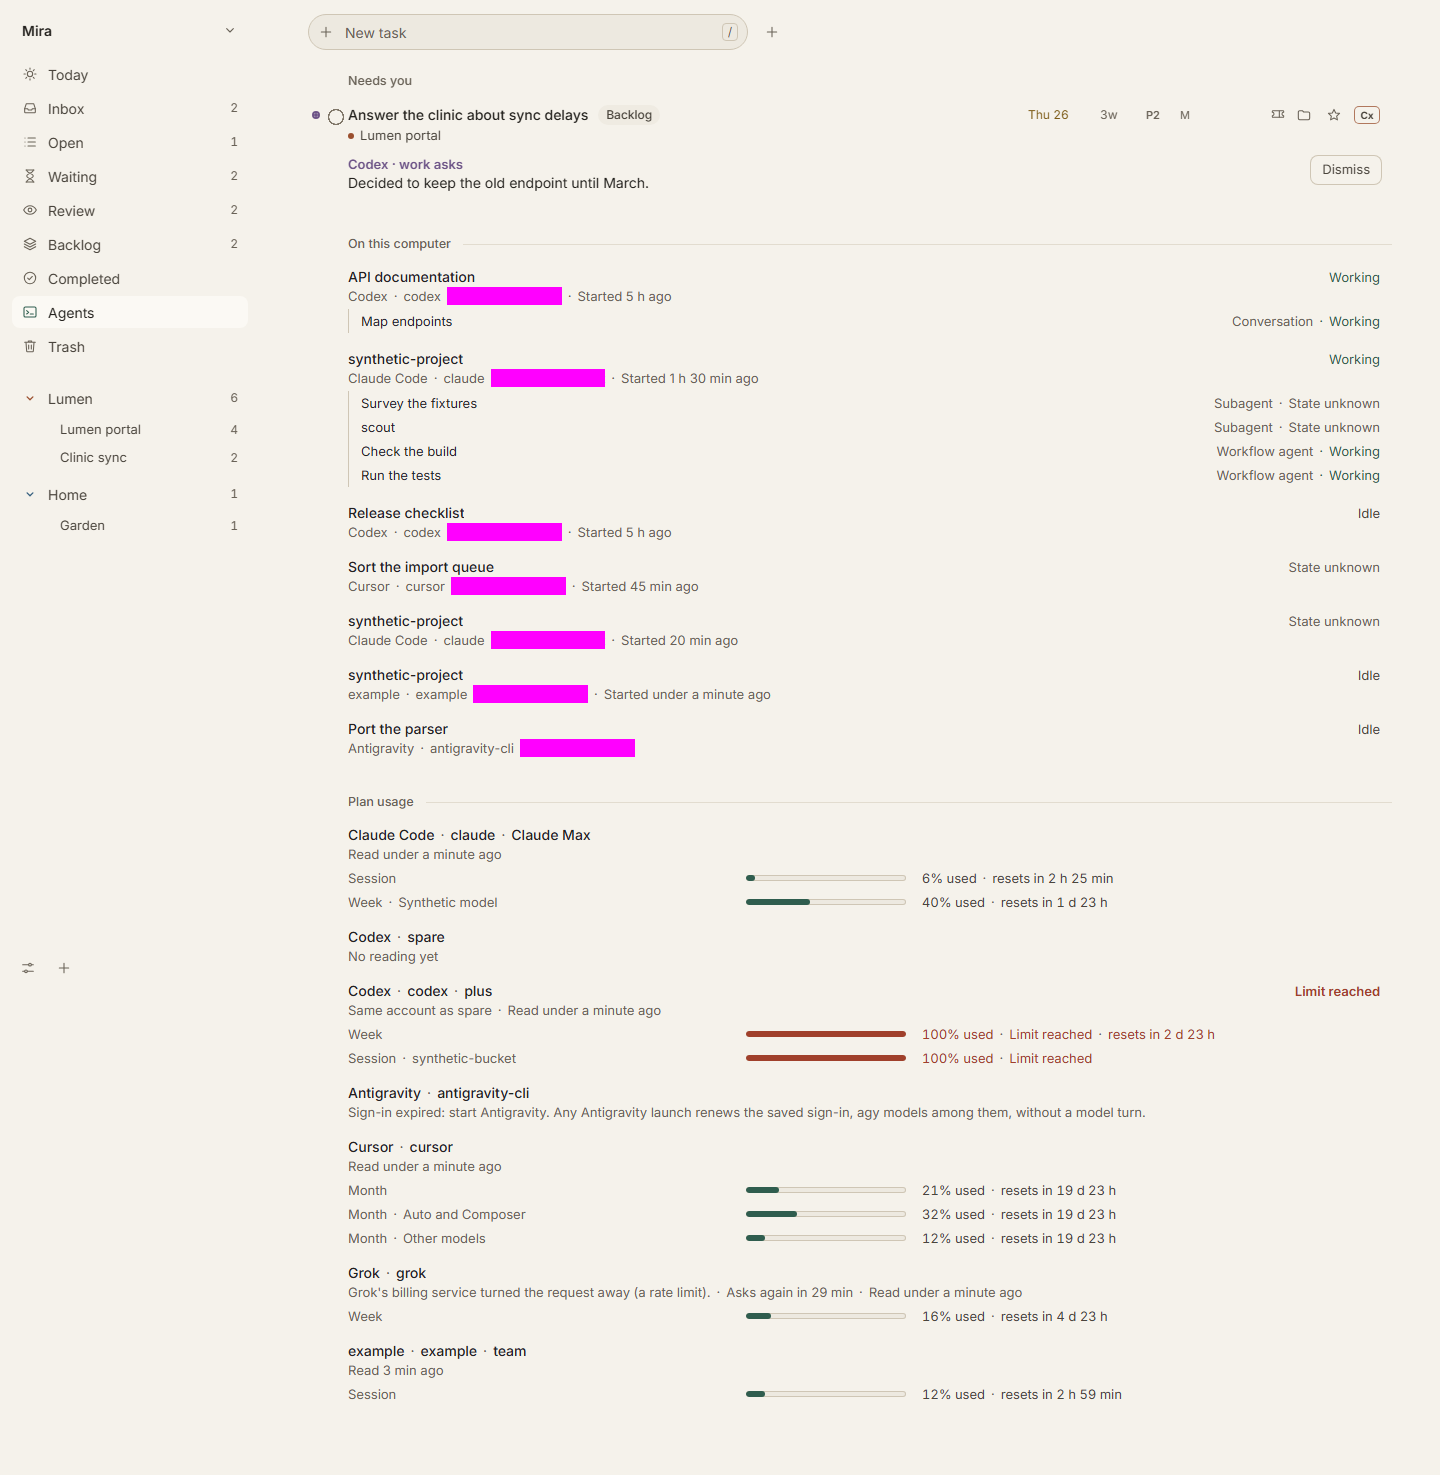 Mira
Today
Inbox 2
Open 1
Waiting 2
Review 2
Backlog 2
Completed
Agents
Trash
Lumen 6
Lumen portal 4
Clinic sync 2
Home 1
Garden 1
New task /
Needs you
Answer the clinic about sync delays Backlog Thu 26 3w P2 M Cx
Lumen portal
Codex · work asks
Decided to keep the old endpoint until March. Dismiss
On this computer
API documentation Working
Codex · codex · Started 5 h ago
Map endpoints Conversation · Working
synthetic-project Working
Claude Code · claude · Started 1 h 30 min ago
Survey the fixtures Subagent · State unknown
scout Subagent · State unknown
Check the build Workflow agent · Working
Run the tests Workflow agent · Working
Release checklist Idle
Codex · codex · Started 5 h ago
Sort the import queue State unknown
Cursor · cursor · Started 45 min ago
synthetic-project State unknown
Claude Code · claude · Started 20 min ago
synthetic-project Idle
example · example · Started under a minute ago
Port the parser Idle
Antigravity · antigravity-cli
Plan usage
Claude Code · claude · Claude Max
Read under a minute ago
Session 6% used · resets in 2 h 25 min
Week · Synthetic model 40% used · resets in 1 d 23 h
Codex · spare
No reading yet
Codex · codex · plus Limit reached
Same account as spare · Read under a minute ago
Week 100% used · Limit reached · resets in 2 d 23 h
Session · synthetic-bucket 100% used · Limit reached
Antigravity · antigravity-cli
Sign-in expired: start Antigravity. Any Antigravity launch renews the saved sign-in, agy models among them, without a model turn.
Cursor · cursor
Read under a minute ago
Month 21% used · resets in 19 d 23 h
Month · Auto and Composer 32% used · resets in 19 d 23 h
Month · Other models 12% used · resets in 19 d 23 h
Grok · grok
Grok's billing service turned the request away (a rate limit). · Asks again in 29 min · Read under a minute ago
Week 16% used · resets in 4 d 23 h
example · example · team
Read 3 min ago
Session 12% used · resets in 2 h 59 min